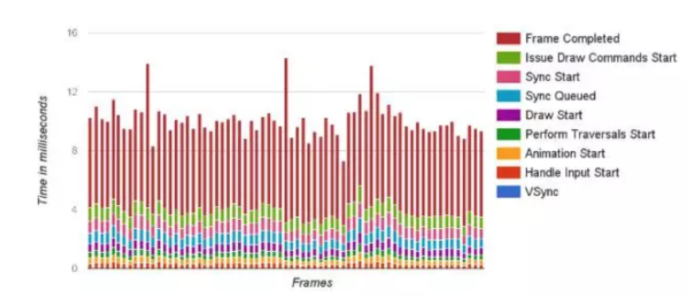 16
12
8
4
0
Time in milliseconds
Frames
Frame Completed
Issue Draw Commands Start
Sync Start
Sync Queued
Draw Start
Perform Traversals Start
Animation Start
Handle Input Start
VSync